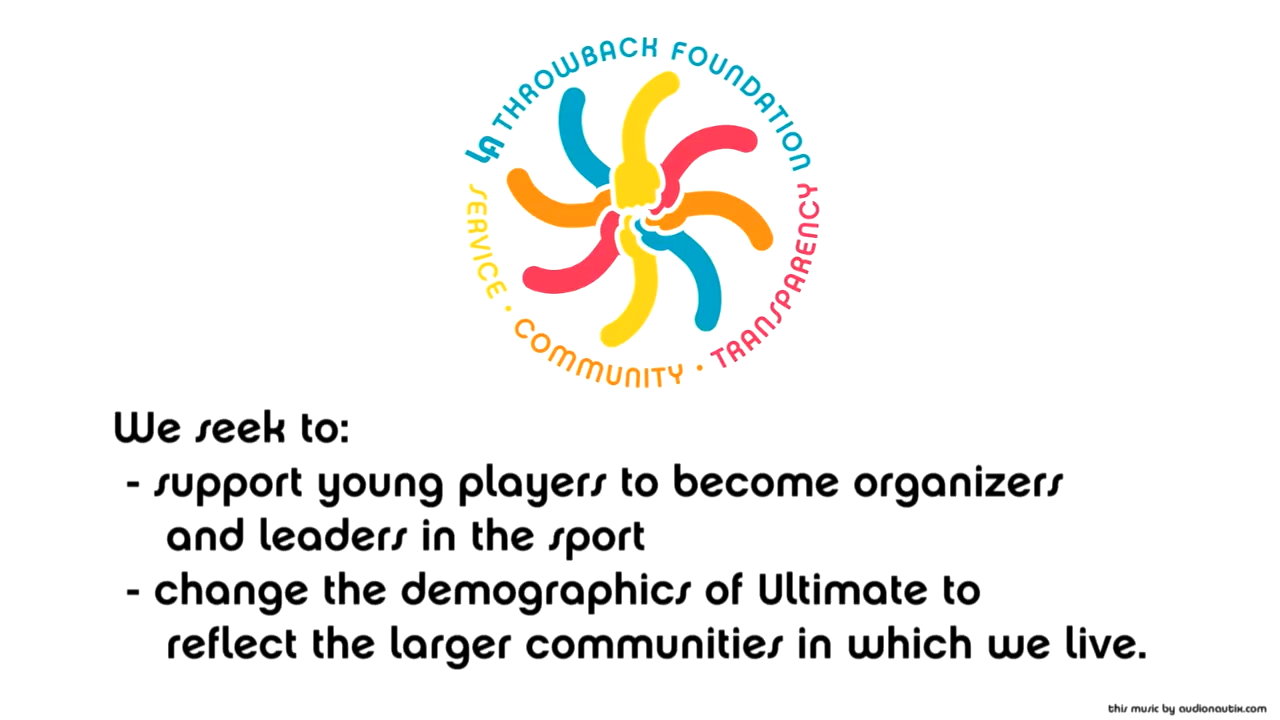 LA THROWBACK FOUNDATION
SERVICE • COMMUNITY • TRANSPARENCY
We seek to:
- support young players to become organizers
and leaders in the sport
- change the demographics of Ultimate to
reflect the larger communities in which we live.
this music by audionautix.com